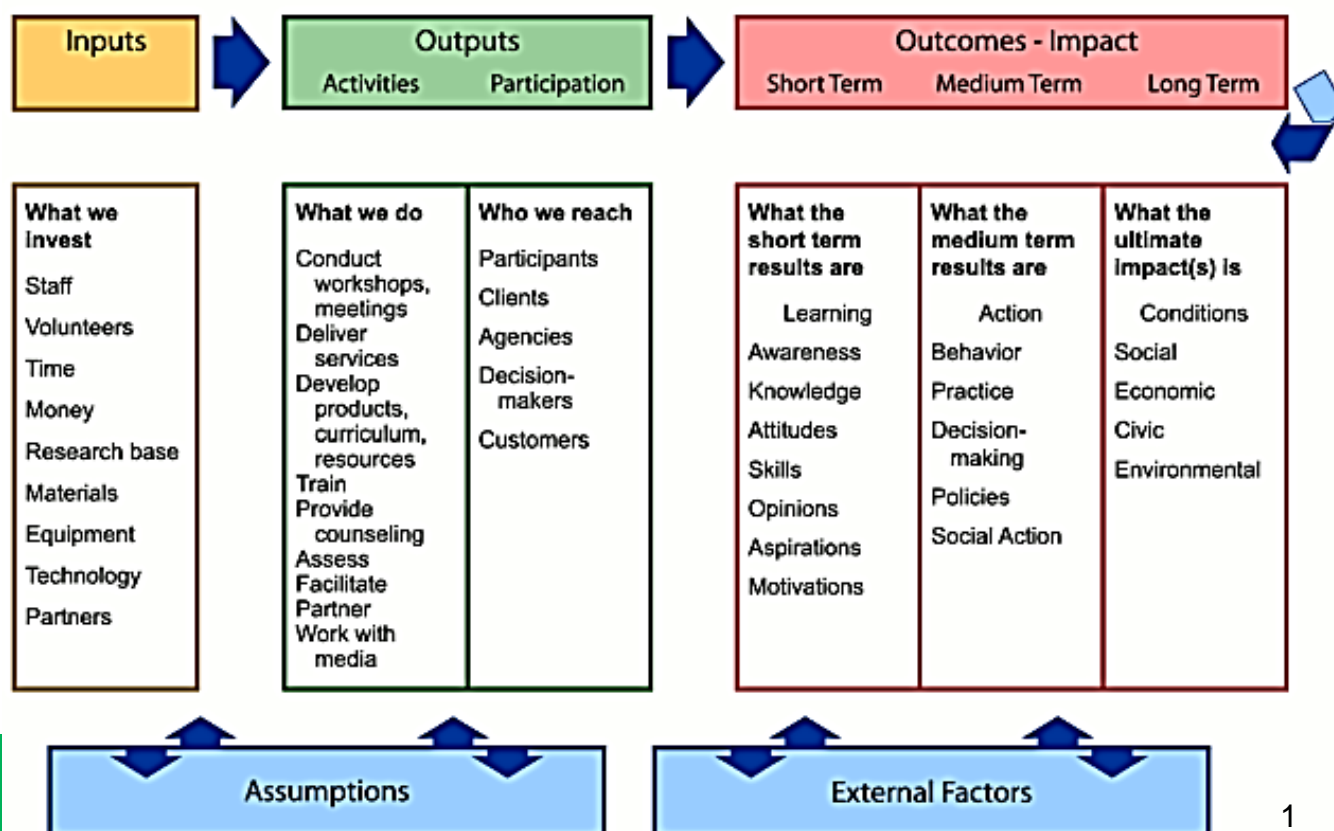 Inputs
Outputs
Activities Participation
Outcomes - Impact
Short Term Medium Term Long Term
What we
Invest
Staff
Volunteers
Time
Money
Research base
Materials
Equipment
Technology
Partners
What we do
Conduct
workshops,
meetings
Deliver
services
Develop
products,
curriculum,
resources
Train
Provide
counseling
Assess
Facilitate
Partner
Work with
media
Who we reach
Participants
Clients
Agencies
Decision-
makers
Customers
What the
short term
results are
Learning
Awareness
Knowledge
Attitudes
Skills
Opinions
Aspirations
Motivations
What the
medium term
results are
Action
Behavior
Practice
Decision-
making
Policies
Social Action
What the
ultimate
impact(s) is
Conditions
Social
Economic
Civic
Environmental
Assumptions
External Factors
1